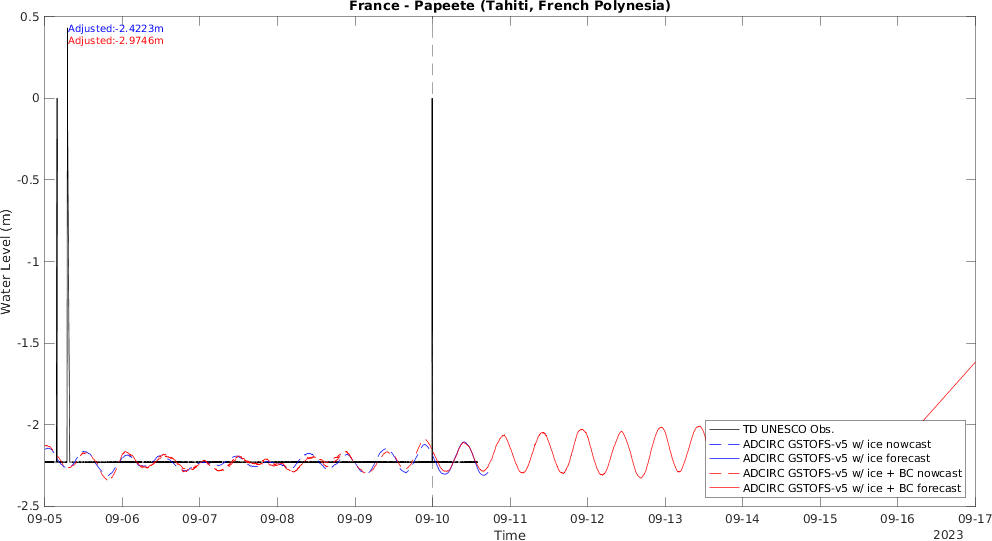 France - Papeete (Tahiti, French Polynesia)
Adjusted:-2.4223m
Adjusted:-2.9746m
0.5
0
-0.5
-1
-1.5
-2
-2.5
Water Level (m)
TD UNESCO Obs.
ADCIRC GSTOFS-v5 w/ ice nowcast
ADCIRC GSTOFS-v5 w/ ice forecast
ADCIRC GSTOFS-v5 w/ ice + BC nowcast
ADCIRC GSTOFS-v5 w/ ice + BC forecast
09-05 09-06 09-07 09-08 09-09 09-10 09-11 09-12 09-13 09-14 09-15 09-16 09-17
Time
2023